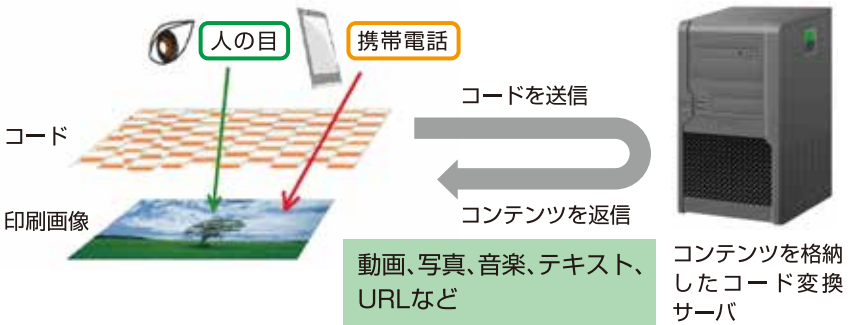 人の目
携帯電話
コード
印刷画像
コードを送信
コンテンツを返信
動画、写真、音楽、テキスト、
URLなど
コンテンツを格納
したコード変換
サーバ